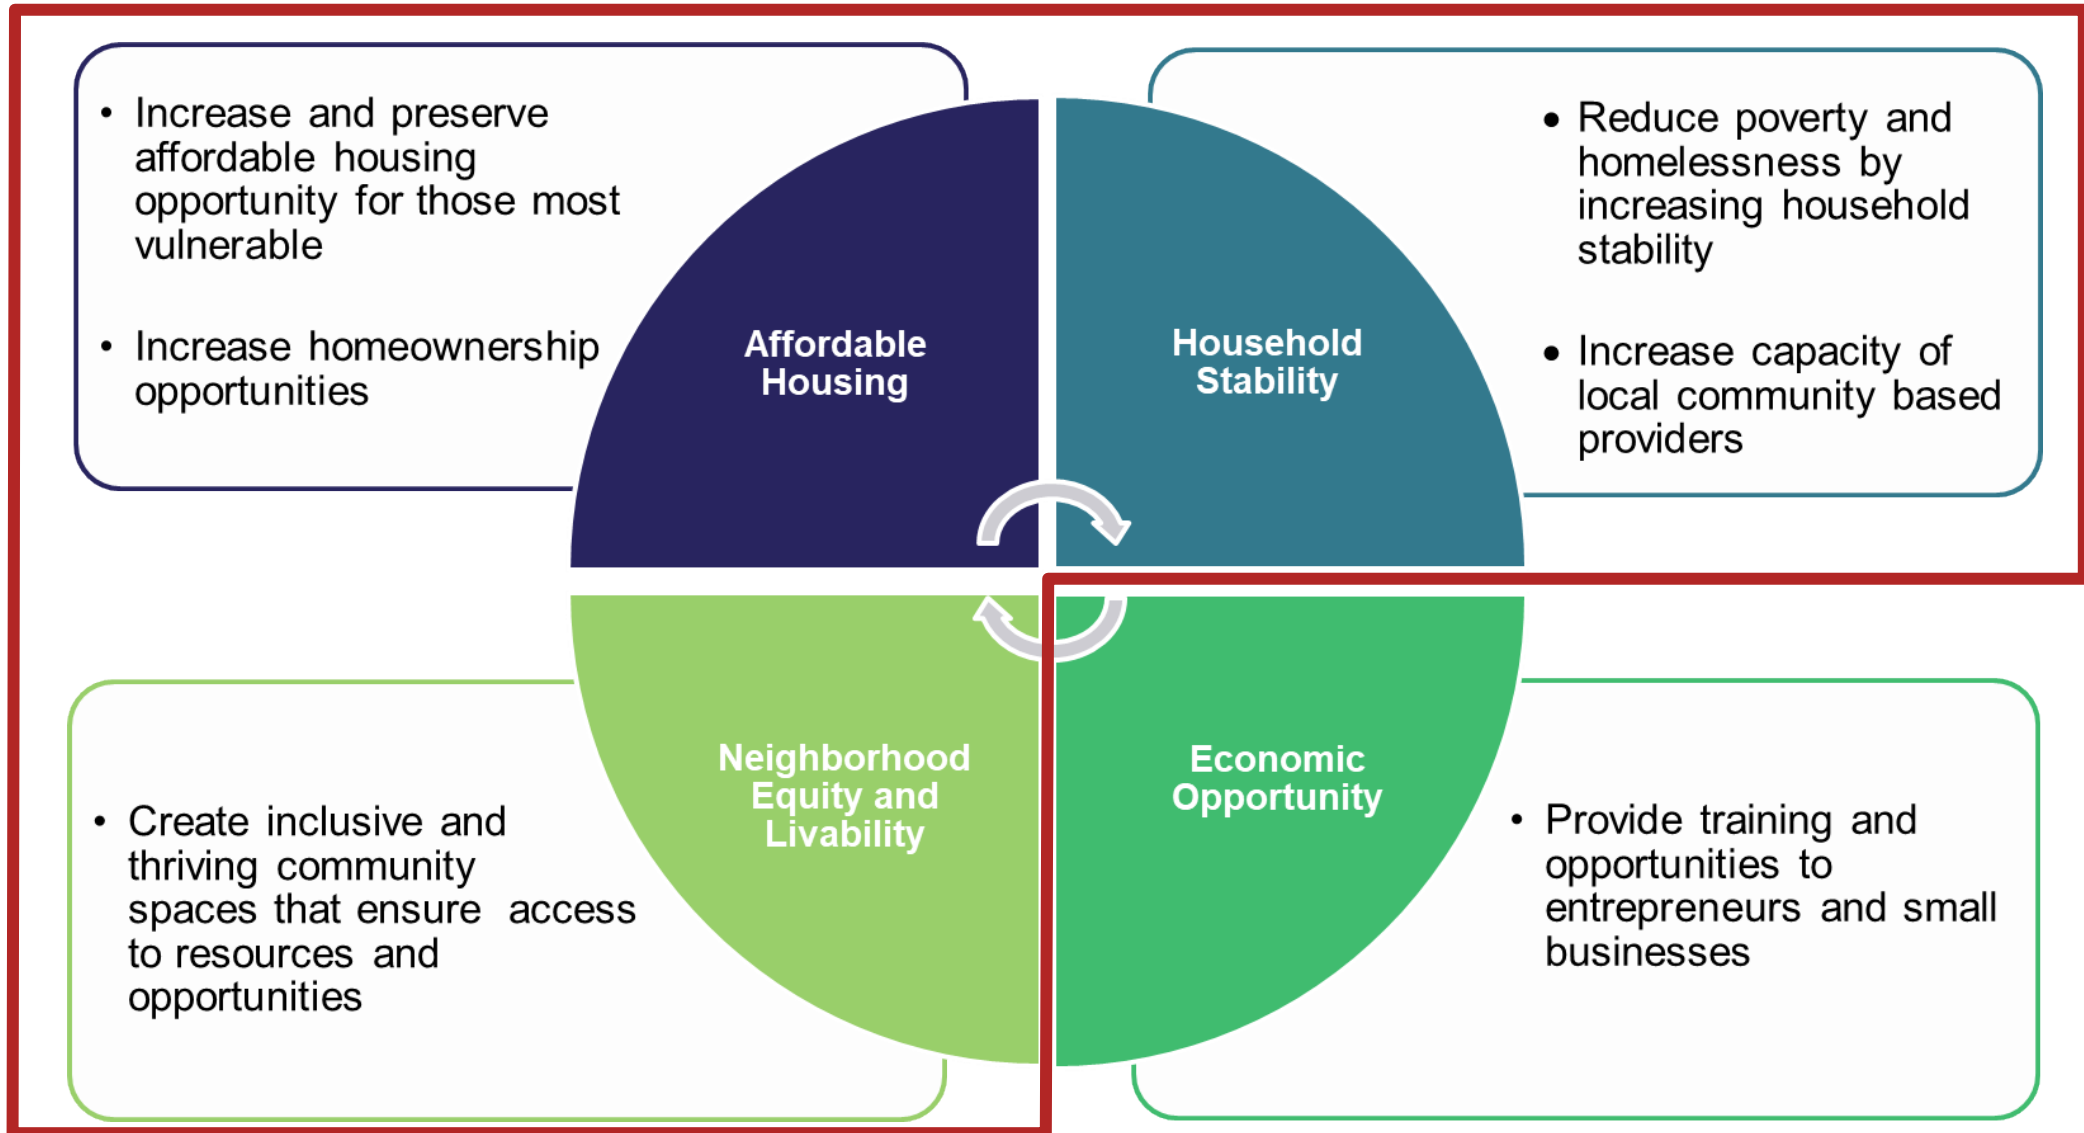 • Increase and preserve
affordable housing
opportunity for those most
vulnerable
• Increase homeownership
opportunities
Affordable
Housing
Household
Stability
• Reduce poverty and
homelessness by
increasing household
stability
• Increase capacity of
local community based
providers
• Create inclusive and
thriving community
spaces that ensure access
to resources and
opportunities
Neighborhood
Equity and
Livability
Economic
Opportunity
• Provide training and
opportunities to
entrepreneurs and small
businesses